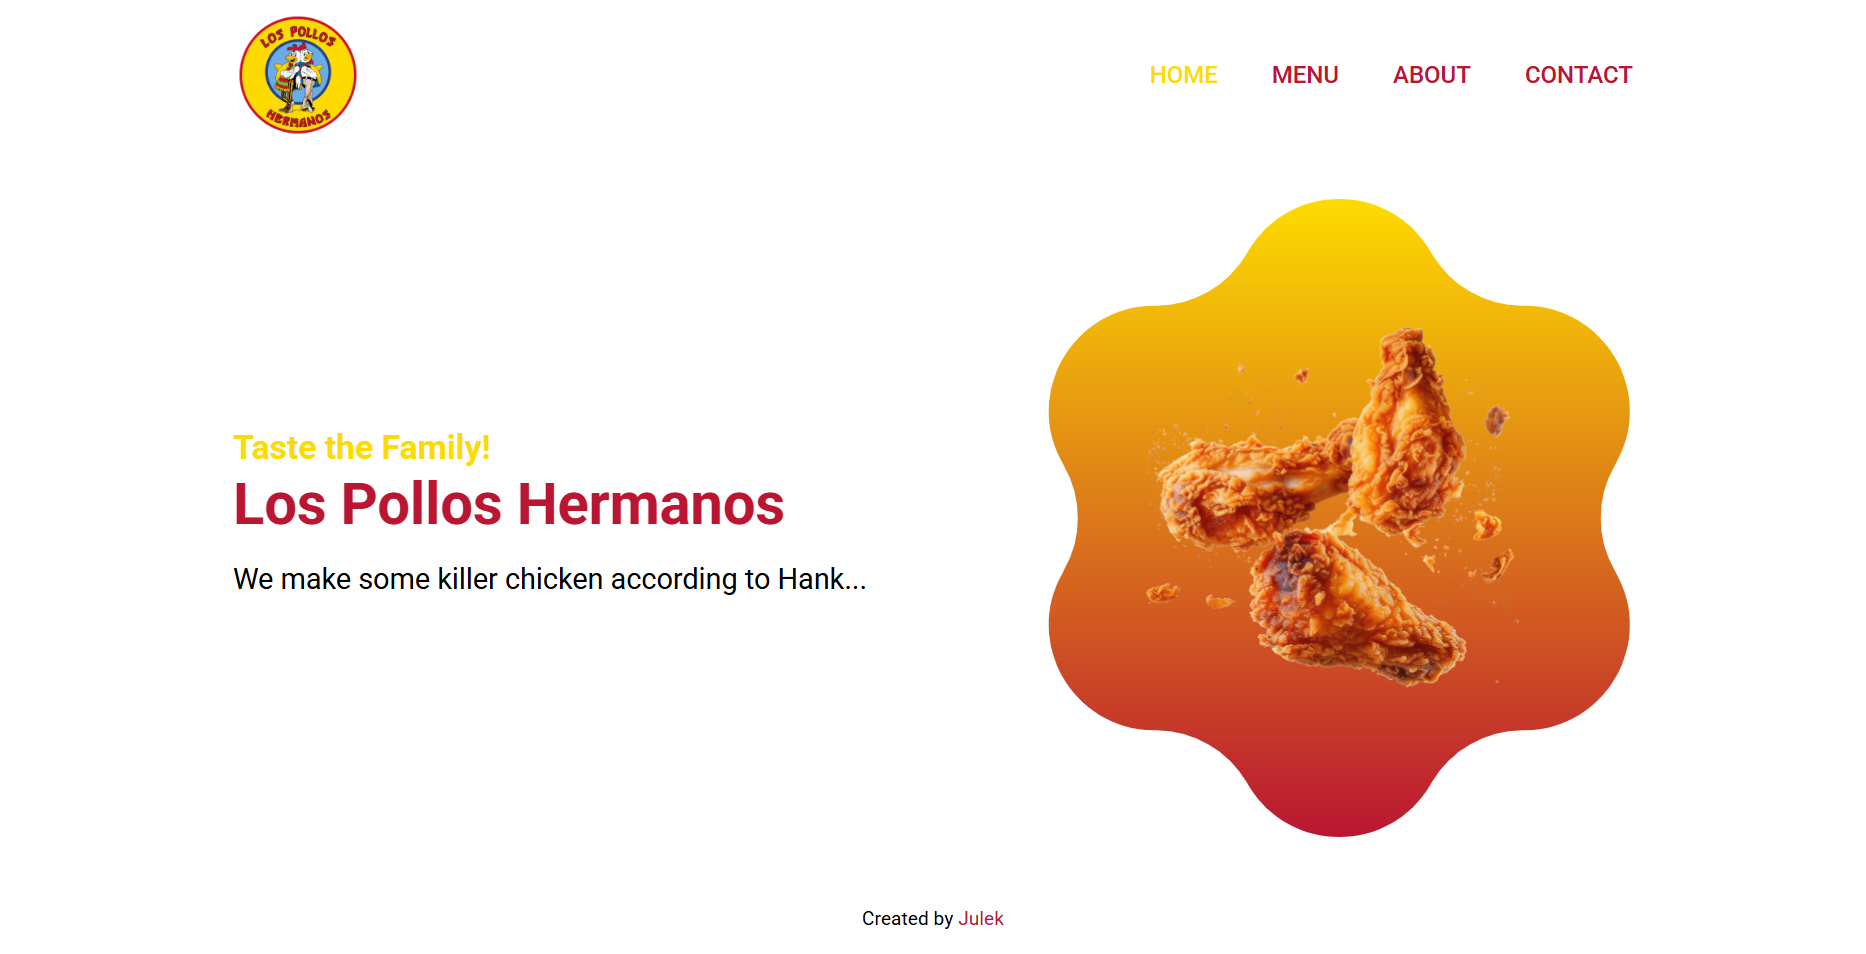 LOS POLLOS
HERMANOS
HOME MENU ABOUT CONTACT
Taste the Family!
Los Pollos Hermanos
We make some killer chicken according to Hank...
Created by Julek